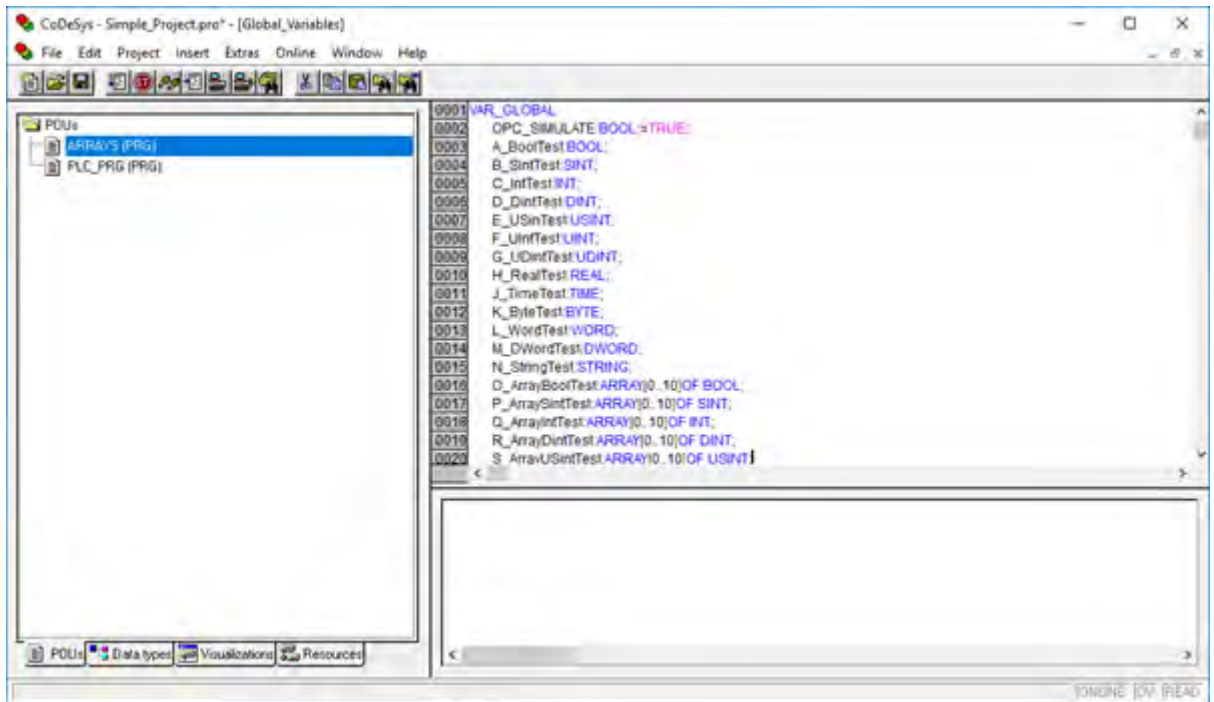 CoDeSys - Simple_Project.pro* - [Global_Variables]
File Edit Project Insert Extras Online Window Help
POUs
ARRAYS (PRG)
PLC_PRG (PRG)
0001 VAR_GLOBAL
0002 OPC_SIMULATE:BOOL:=TRUE;
0003 A_BoolTest:BOOL;
0004 B_SintTest:SINT;
0005 C_IntTest:INT;
0006 D_DintTest:DINT;
0007 E_USinTest:USINT;
0008 F_UIntTest:UINT;
0009 G_UDintTest:UDINT;
0010 H_RealTest:REAL;
0011 J_TimeTest:TIME;
0012 K_ByteTest:BYTE;
0013 L_WordTest:WORD;
0014 M_DWordTest:DWORD;
0015 N_StringTest:STRING;
0016 O_ArrayBoolTest:ARRAY[0..10]OF BOOL;
0017 P_ArraySintTest:ARRAY[0..10]OF SINT;
0018 Q_ArrayIntTest:ARRAY[0..10]OF INT;
0019 R_ArrayDintTest:ARRAY[0..10]OF DINT;
0020 S_ArrayUSintTest:ARRAY[0..10]OF USINT;
POUs Data types Visualizations Resources
ONLINE OV READ